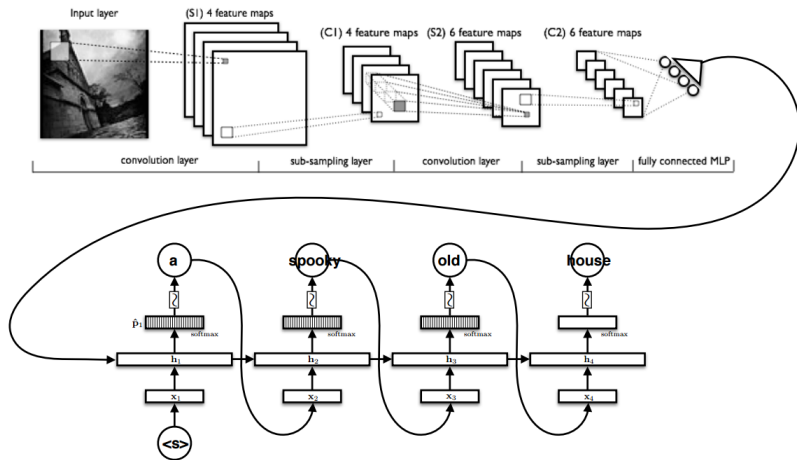 Input layer
(S1) 4 feature maps
(C1) 4 feature maps
(S2) 6 feature maps
(C2) 6 feature maps
convolution layer
sub-sampling layer
convolution layer
sub-sampling layer
fully connected MLP
a
spooky
old
house
p̂₁
softmax
softmax
softmax
softmax
h₁
h₂
h₃
h₄
x₁
x₂
x₃
x₄
<s>